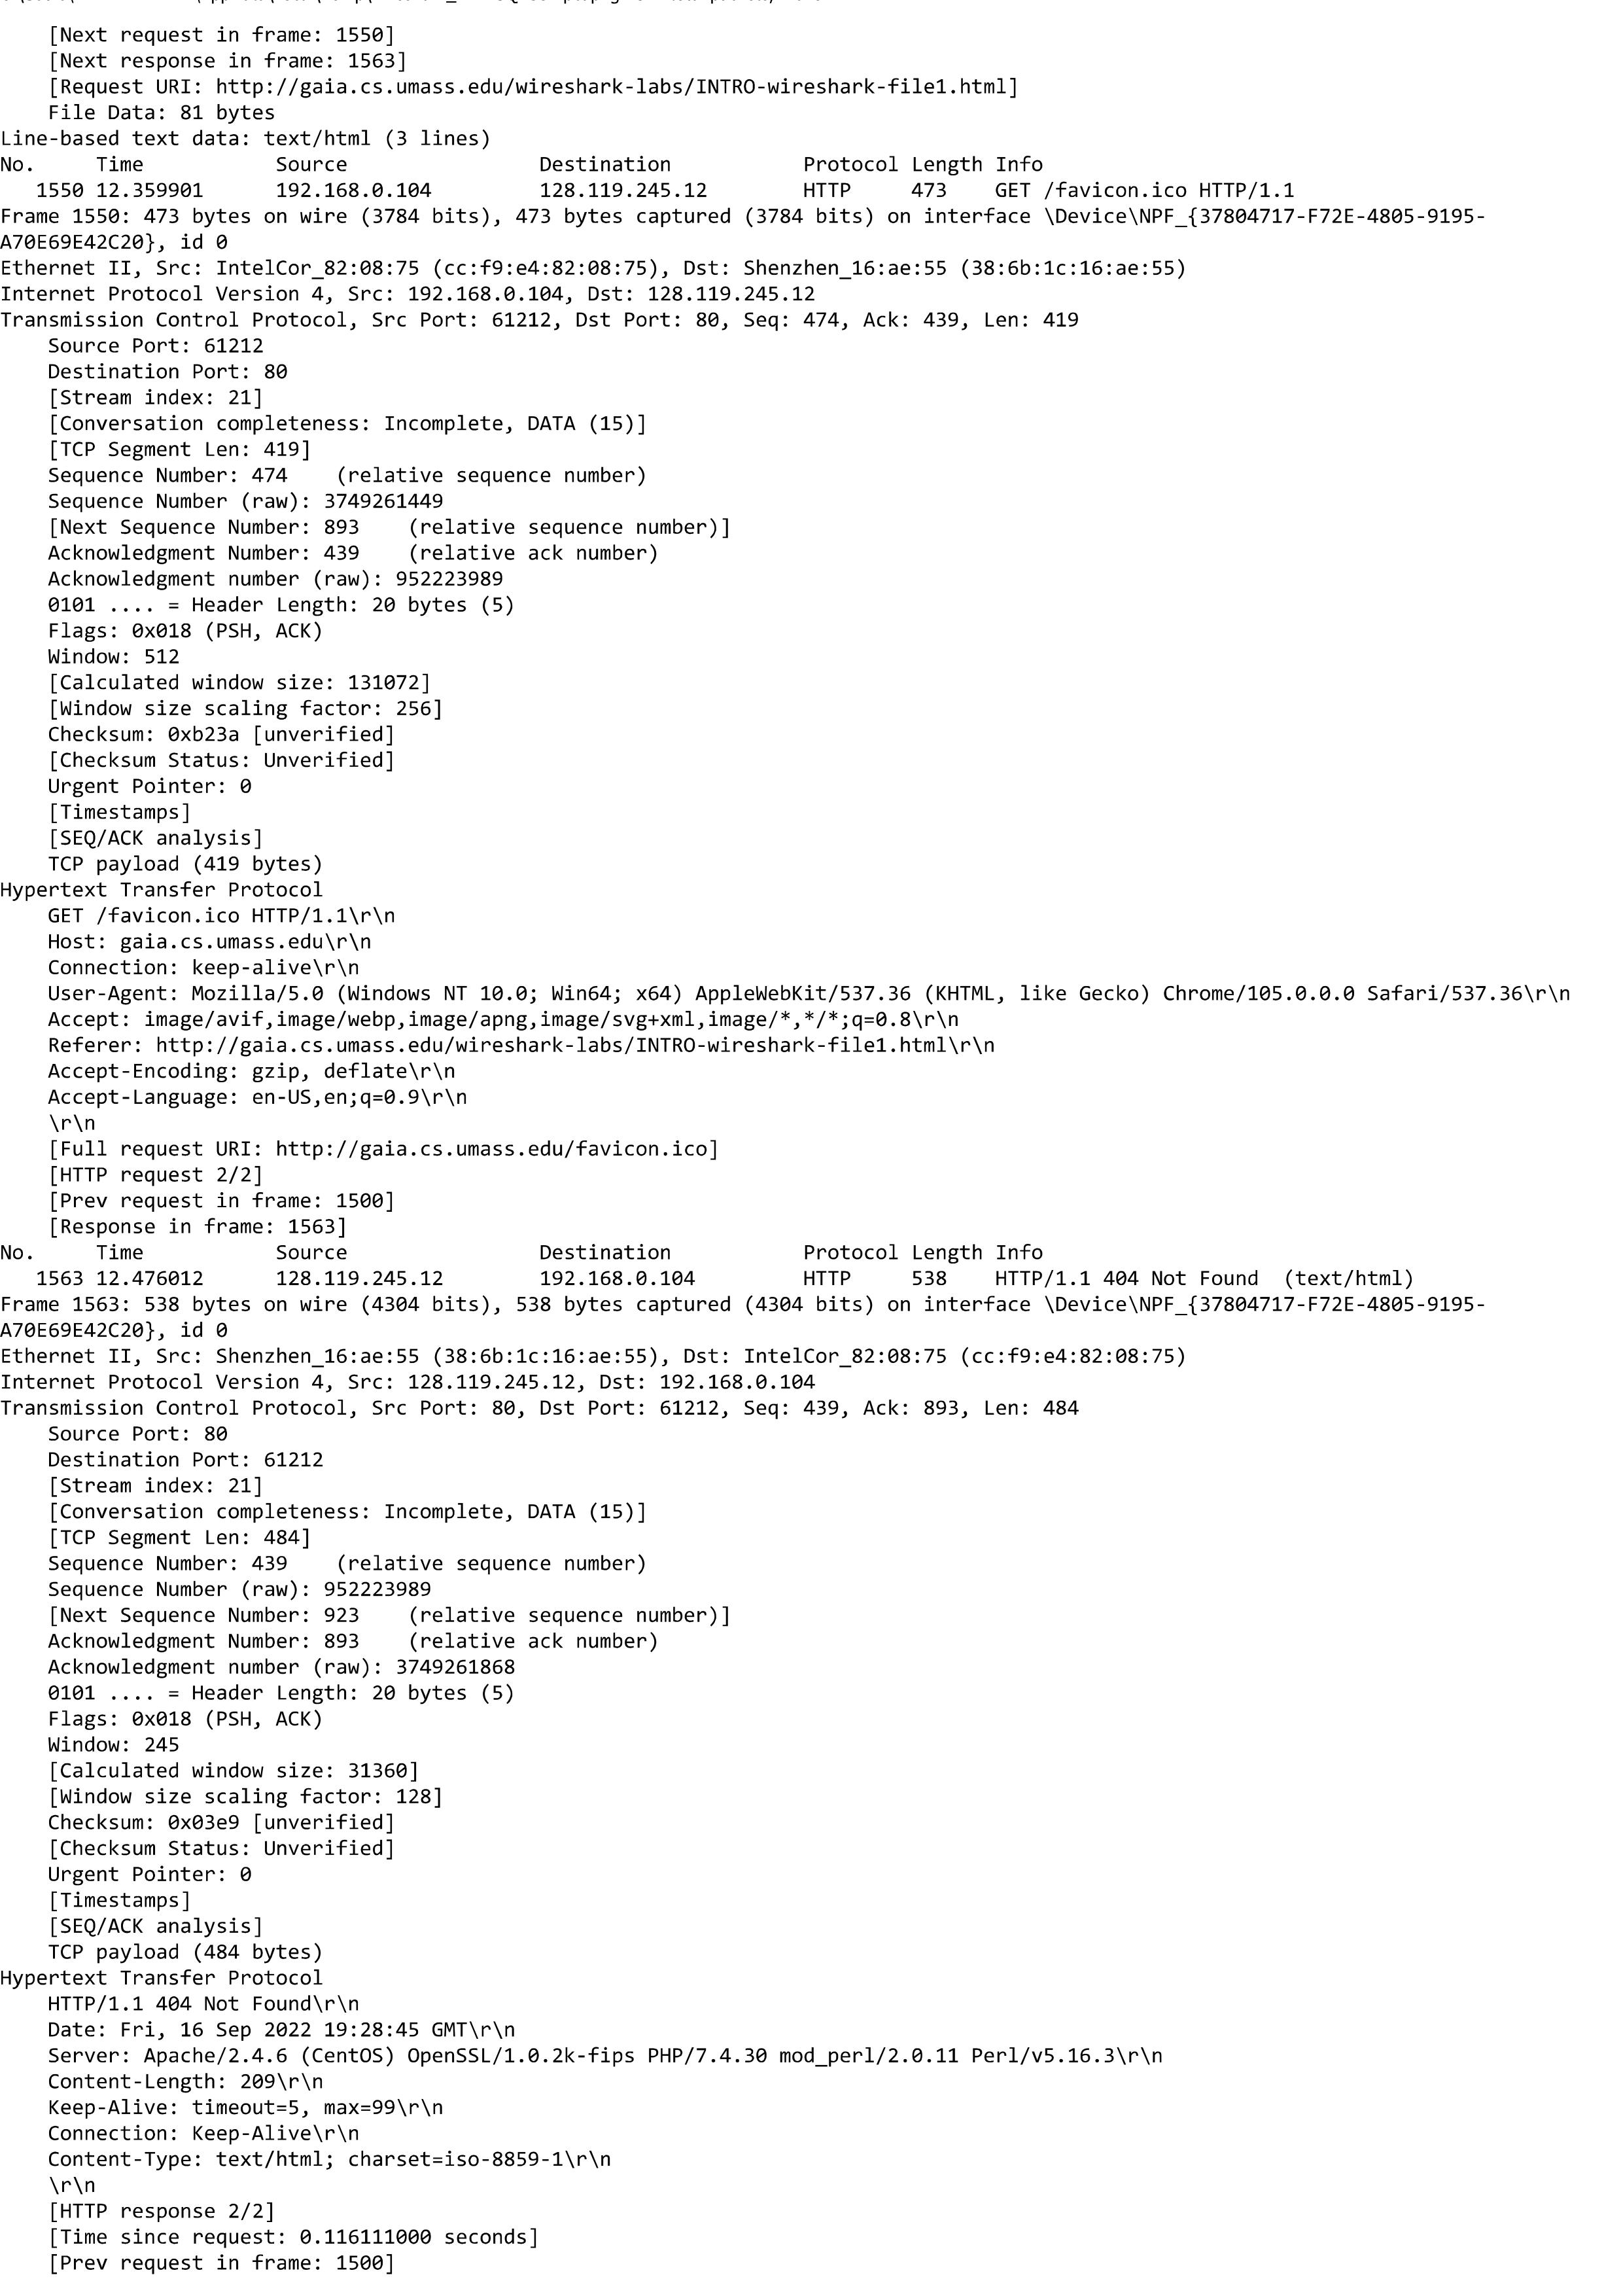 [Next request in frame: 1550]
[Next response in frame: 1563]
[Request URI: http://gaia.cs.umass.edu/wireshark-labs/INTRO-wireshark-file1.html]
File Data: 81 bytes
Line-based text data: text/html (3 lines)
No. Time Source Destination Protocol Length Info
1550 12.359901 192.168.0.104 128.119.245.12 HTTP 473 GET /favicon.ico HTTP/1.1
Frame 1550: 473 bytes on wire (3784 bits), 473 bytes captured (3784 bits) on interface \Device\NPF_{37804717-F72E-4805-9195-
A70E69E42C20}, id 0
Ethernet II, Src: IntelCor_82:08:75 (cc:f9:e4:82:08:75), Dst: Shenzhen_16:ae:55 (38:6b:1c:16:ae:55)
Internet Protocol Version 4, Src: 192.168.0.104, Dst: 128.119.245.12
Transmission Control Protocol, Src Port: 61212, Dst Port: 80, Seq: 474, Ack: 439, Len: 419
Source Port: 61212
Destination Port: 80
[Stream index: 21]
[Conversation completeness: Incomplete, DATA (15)]
[TCP Segment Len: 419]
Sequence Number: 474 (relative sequence number)
Sequence Number (raw): 3749261449
[Next Sequence Number: 893 (relative sequence number)]
Acknowledgment Number: 439 (relative ack number)
Acknowledgment number (raw): 952223989
0101 .... = Header Length: 20 bytes (5)
Flags: 0x018 (PSH, ACK)
Window: 512
[Calculated window size: 131072]
[Window size scaling factor: 256]
Checksum: 0xb23a [unverified]
[Checksum Status: Unverified]
Urgent Pointer: 0
[Timestamps]
[SEQ/ACK analysis]
TCP payload (419 bytes)
Hypertext Transfer Protocol
GET /favicon.ico HTTP/1.1\r\n
Host: gaia.cs.umass.edu\r\n
Connection: keep-alive\r\n
User-Agent: Mozilla/5.0 (Windows NT 10.0; Win64; x64) AppleWebKit/537.36 (KHTML, like Gecko) Chrome/105.0.0.0 Safari/537.36\r\n
Accept: image/avif,image/webp,image/apng,image/svg+xml,image/*,*/*;q=0.8\r\n
Referer: http://gaia.cs.umass.edu/wireshark-labs/INTRO-wireshark-file1.html\r\n
Accept-Encoding: gzip, deflate\r\n
Accept-Language: en-US,en;q=0.9\r\n
\r\n
[Full request URI: http://gaia.cs.umass.edu/favicon.ico]
[HTTP request 2/2]
[Prev request in frame: 1500]
[Response in frame: 1563]
No. Time Source Destination Protocol Length Info
1563 12.476012 128.119.245.12 192.168.0.104 HTTP 538 HTTP/1.1 404 Not Found (text/html)
Frame 1563: 538 bytes on wire (4304 bits), 538 bytes captured (4304 bits) on interface \Device\NPF_{37804717-F72E-4805-9195-
A70E69E42C20}, id 0
Ethernet II, Src: Shenzhen_16:ae:55 (38:6b:1c:16:ae:55), Dst: IntelCor_82:08:75 (cc:f9:e4:82:08:75)
Internet Protocol Version 4, Src: 128.119.245.12, Dst: 192.168.0.104
Transmission Control Protocol, Src Port: 80, Dst Port: 61212, Seq: 439, Ack: 893, Len: 484
Source Port: 80
Destination Port: 61212
[Stream index: 21]
[Conversation completeness: Incomplete, DATA (15)]
[TCP Segment Len: 484]
Sequence Number: 439 (relative sequence number)
Sequence Number (raw): 952223989
[Next Sequence Number: 923 (relative sequence number)]
Acknowledgment Number: 893 (relative ack number)
Acknowledgment number (raw): 3749261868
0101 .... = Header Length: 20 bytes (5)
Flags: 0x018 (PSH, ACK)
Window: 245
[Calculated window size: 31360]
[Window size scaling factor: 128]
Checksum: 0x03e9 [unverified]
[Checksum Status: Unverified]
Urgent Pointer: 0
[Timestamps]
[SEQ/ACK analysis]
TCP payload (484 bytes)
Hypertext Transfer Protocol
HTTP/1.1 404 Not Found\r\n
Date: Fri, 16 Sep 2022 19:28:45 GMT\r\n
Server: Apache/2.4.6 (CentOS) OpenSSL/1.0.2k-fips PHP/7.4.30 mod_perl/2.0.11 Perl/v5.16.3\r\n
Content-Length: 209\r\n
Keep-Alive: timeout=5, max=99\r\n
Connection: Keep-Alive\r\n
Content-Type: text/html; charset=iso-8859-1\r\n
\r\n
[HTTP response 2/2]
[Time since request: 0.116111000 seconds]
[Prev request in frame: 1500]